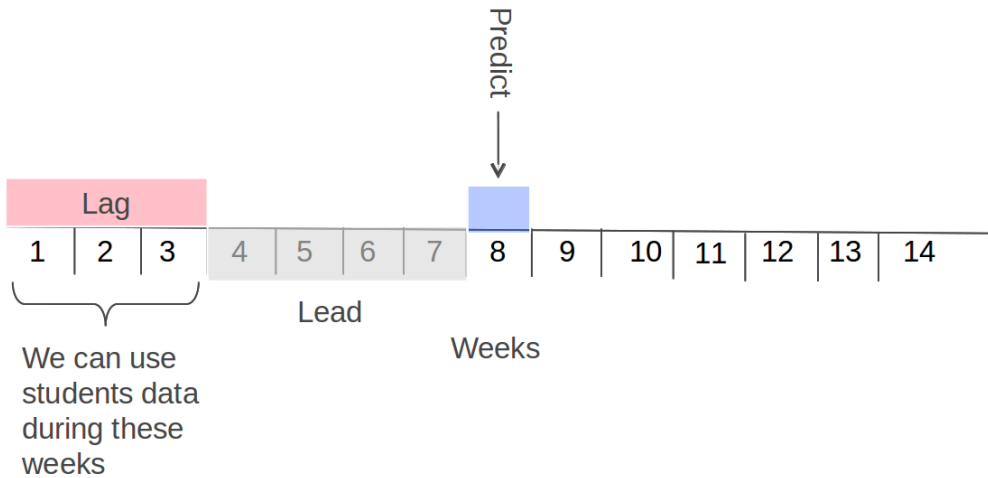 Predict
Lag
1 2 3 4 5 6 7 8 9 10 11 12 13 14
Lead
Weeks
We can use
students data
during these
weeks